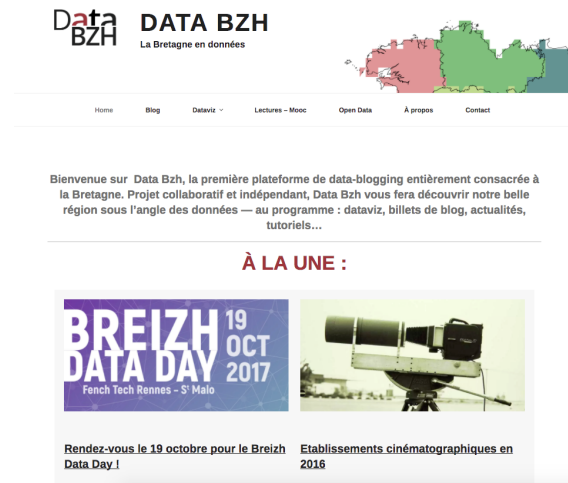 Data
BZH
DATA BZH
La Bretagne en données
Home Blog Dataviz Lectures – Mooc Open Data À propos Contact
Bienvenue sur Data Bzh, la première plateforme de data-blogging entièrement consacrée à
la Bretagne. Projet collaboratif et indépendant, Data Bzh vous fera découvrir notre belle
région sous l'angle des données — au programme : dataviz, billets de blog, actualités,
tutoriels…
À LA UNE :
BREIZH 19
DATA DAY OCT
2017
Fench Tech Rennes – S' Malo
Rendez-vous le 19 octobre pour le Breizh
Data Day !
Etablissements cinématographiques en
2016